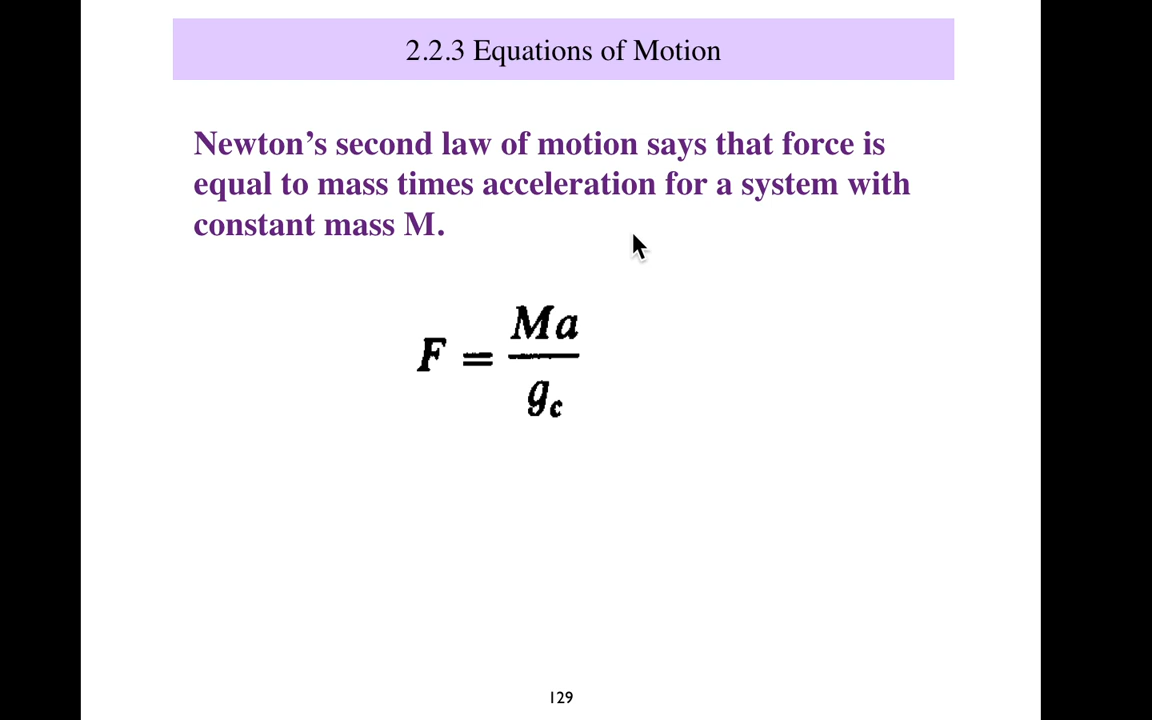 2.2.3 Equations of Motion
Newton’s second law of motion says that force is
equal to mass times acceleration for a system with
constant mass M.
F = Ma / g_c
129